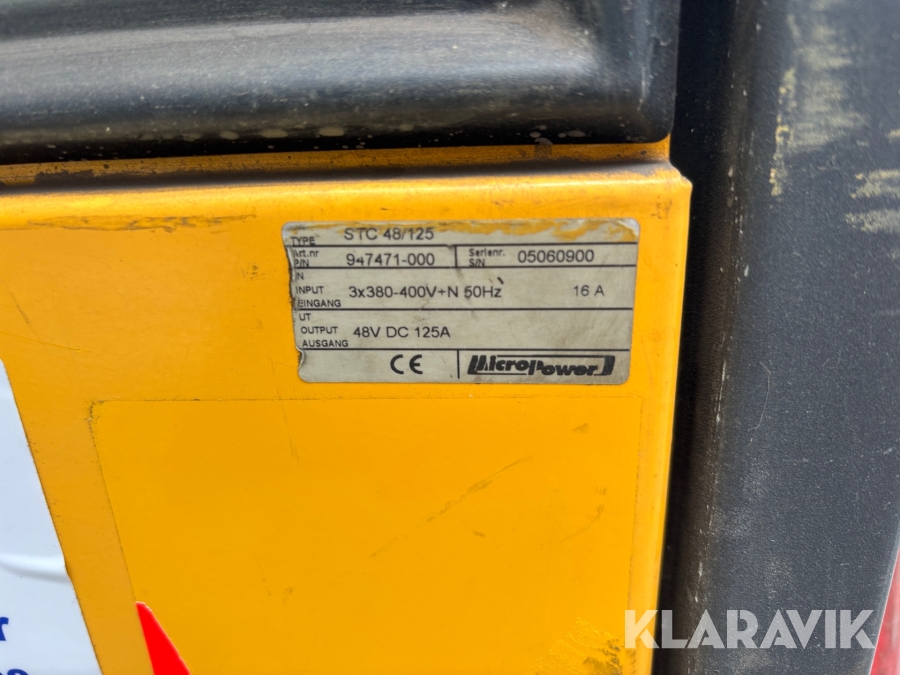 TYPE STC 48/125
Art.nr
P/N 947471-000 Serienr. S/N 05060900
IN
INPUT 3x380-400V+N 50Hz 16 A
EINGANG
UT
OUTPUT 48V DC 125A
AUSGANG
CE Micropower
r
KLARAVIK